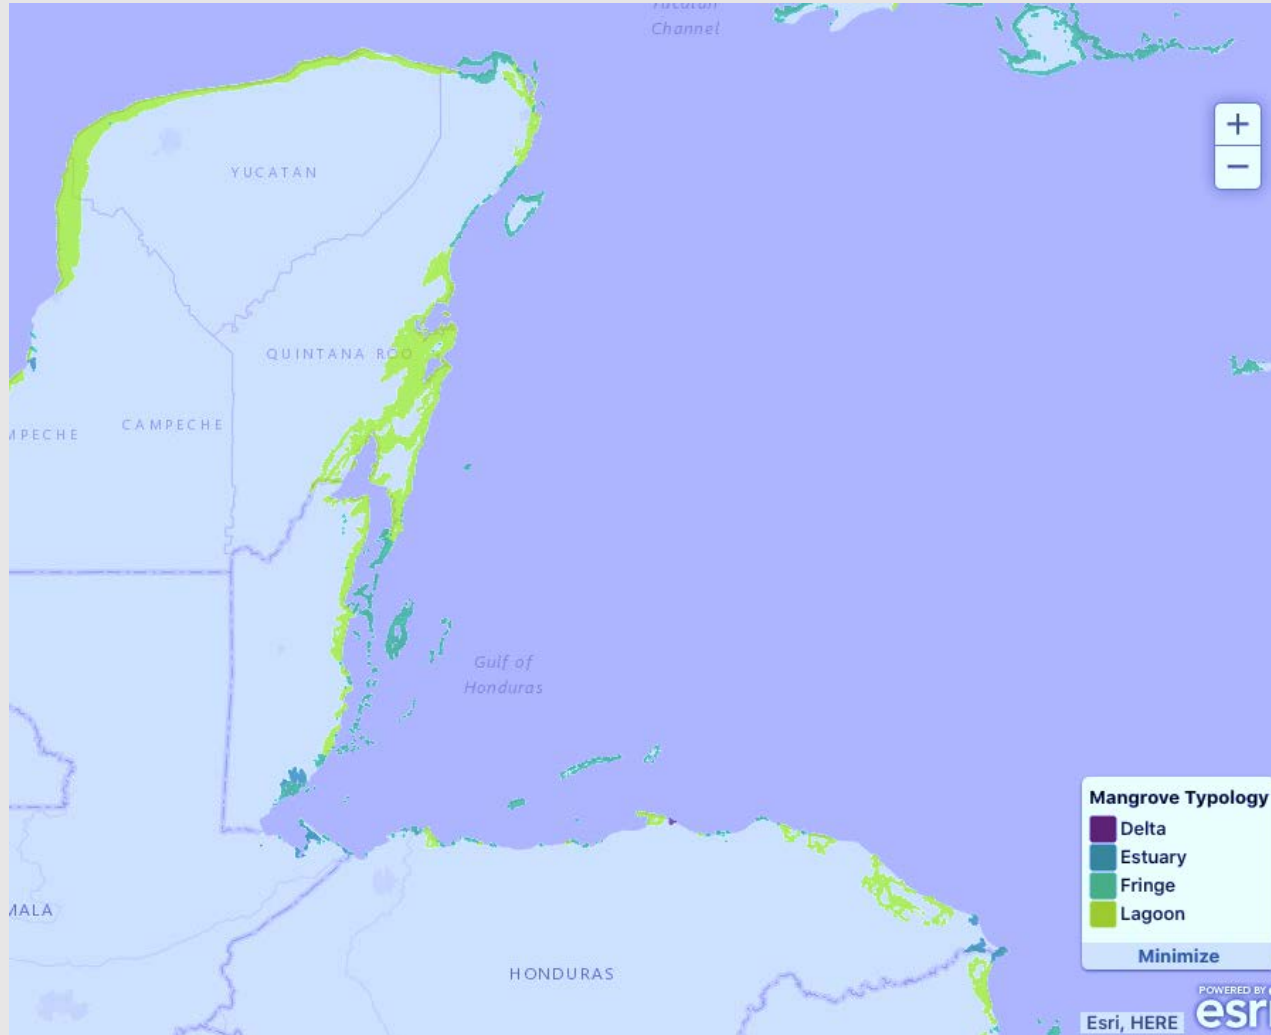 Channel
YUCATAN
QUINTANA ROO
CAMPECHE
MPECHE
Gulf of
Honduras
Mangrove Typology
Delta
Estuary
Fringe
Lagoon
Minimize
MALA
HONDURAS
POWERED BY
esri
Esri, HERE
+
−